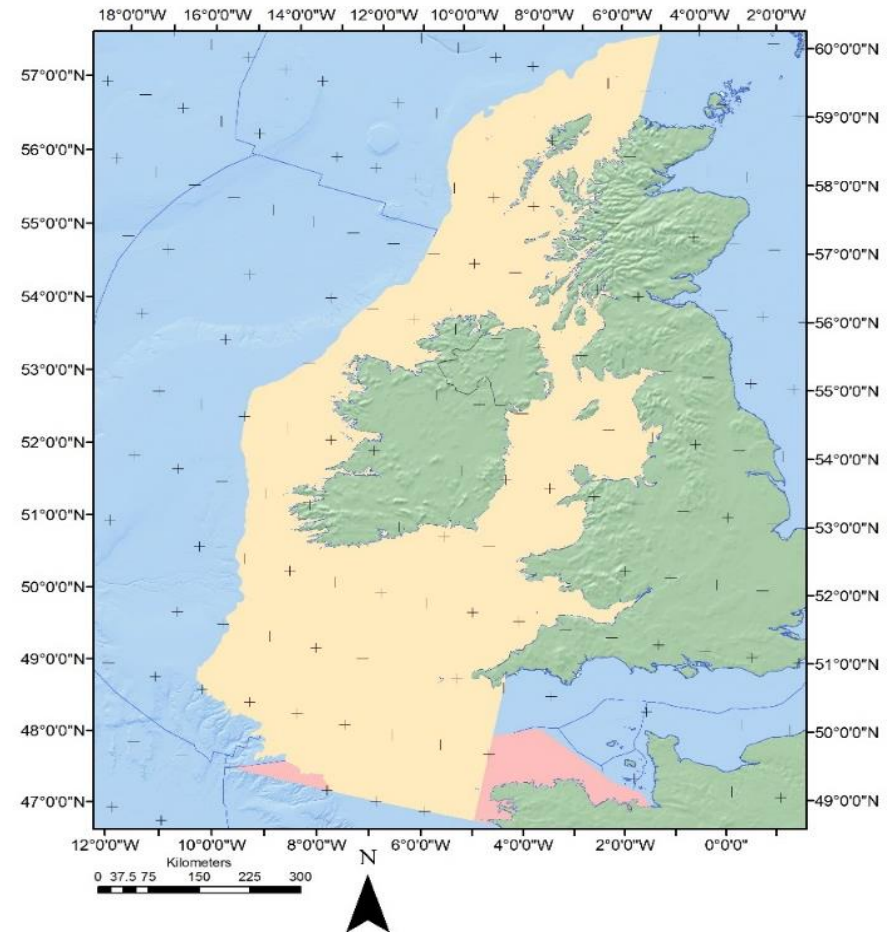 18°0'0"W 14°0'0"W 12°0'0"W 10°0'0"W 8°0'0"W 6°0'0"W 4°0'0"W 2°0'0"W
60°0'0"N
57°0'0"N
59°0'0"N
56°0'0"N
58°0'0"N
55°0'0"N
57°0'0"N
54°0'0"N
56°0'0"N
53°0'0"N
55°0'0"N
52°0'0"N
54°0'0"N
51°0'0"N
53°0'0"N
50°0'0"N
52°0'0"N
49°0'0"N
51°0'0"N
48°0'0"N
50°0'0"N
47°0'0"N
49°0'0"N
12°0'0"W 10°0'0"W 8°0'0"W 6°0'0"W 4°0'0"W 2°0'0"W 0°0'0"
Kilometers
0 37.5 75 150 225 300
N